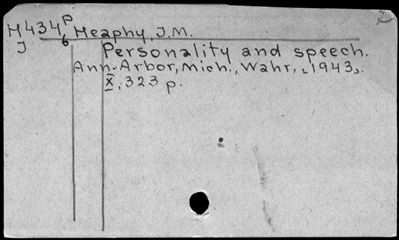 H434p Heaphy, J.M.
J 6
Personality and speech.
Ann Arbor, Mich., Wahr, [1943].
x, 323 p.